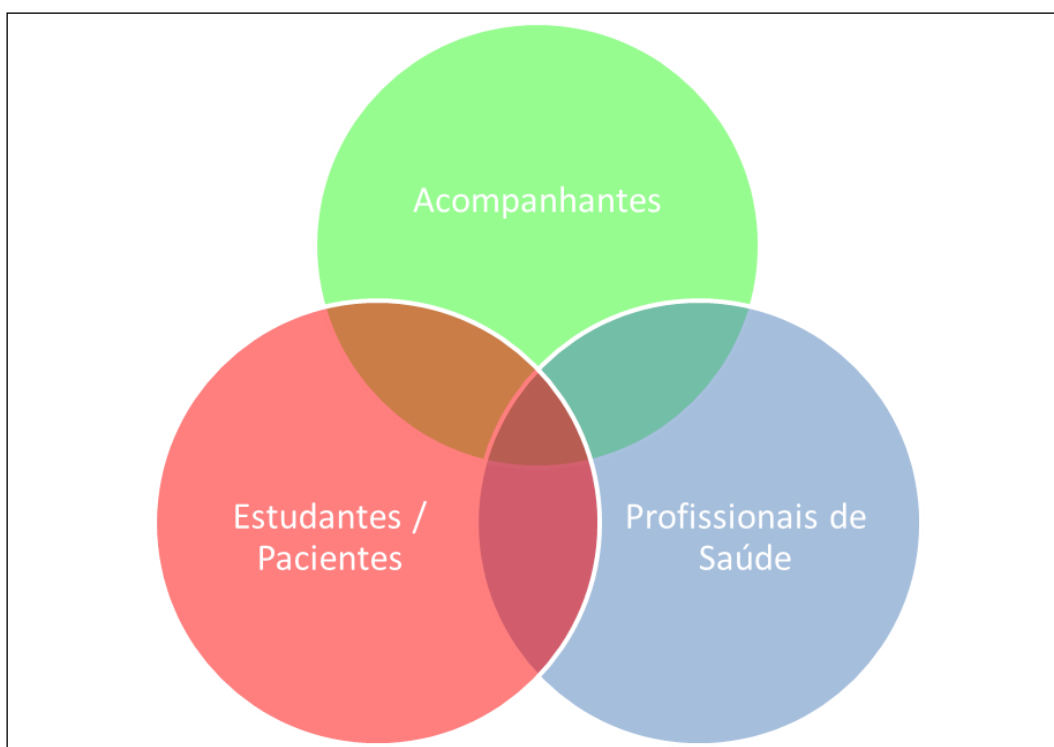 Acompanhantes
Estudantes /
Pacientes
Profissionais de
Saúde